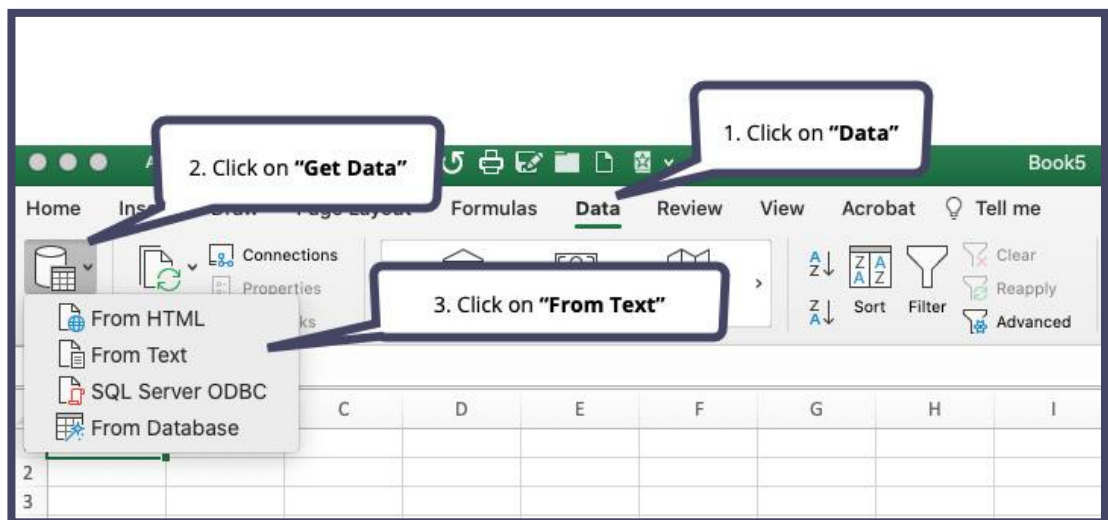 1. Click on “Data”
2. Click on “Get Data”
A
Book5
Home Formulas Data Review View Acrobat Tell me
Connections
Clear
3. Click on “From Text”
Reapply
Sort Filter
Advanced
From HTML
From Text
SQL Server ODBC
From Database
C D E F G H I
2
3